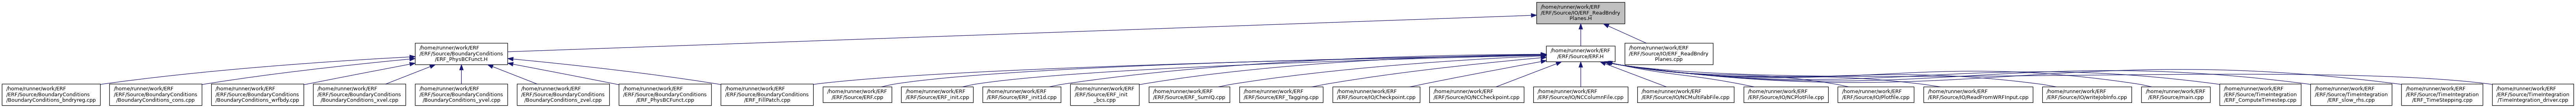 /home/runner/work/ERF
/ERF/Source/IO/ERF_ReadBndry
Planes.H
/home/runner/work/ERF
/ERF/Source/BoundaryConditions
/ERF_PhysBCFunct.H
/home/runner/work/ERF
/ERF/Source/ERF.H
/home/runner/work/ERF
/ERF/Source/IO/ERF_ReadBndry
Planes.cpp
/home/runner/work/ERF
/ERF/Source/BoundaryConditions
/BoundaryConditions_bndryreg.cpp
/home/runner/work/ERF
/ERF/Source/BoundaryConditions
/BoundaryConditions_cons.cpp
/home/runner/work/ERF
/ERF/Source/BoundaryConditions
/BoundaryConditions_wrfbdy.cpp
/home/runner/work/ERF
/ERF/Source/BoundaryConditions
/BoundaryConditions_xvel.cpp
/home/runner/work/ERF
/ERF/Source/BoundaryConditions
/BoundaryConditions_yvel.cpp
/home/runner/work/ERF
/ERF/Source/BoundaryConditions
/BoundaryConditions_zvel.cpp
/home/runner/work/ERF
/ERF/Source/BoundaryConditions
/ERF_PhysBCFunct.cpp
/home/runner/work/ERF
/ERF/Source/BoundaryConditions
/ERF_FillPatch.cpp
/home/runner/work/ERF
/ERF/Source/ERF.cpp
/home/runner/work/ERF
/ERF/Source/ERF_init.cpp
/home/runner/work/ERF
/ERF/Source/ERF_init1d.cpp
/home/runner/work/ERF
/ERF/Source/ERF_init
_bcs.cpp
/home/runner/work/ERF
/ERF/Source/ERF_SumIQ.cpp
/home/runner/work/ERF
/ERF/Source/ERF_Tagging.cpp
/home/runner/work/ERF
/ERF/Source/IO/Checkpoint.cpp
/home/runner/work/ERF
/ERF/Source/IO/NCCheckpoint.cpp
/home/runner/work/ERF
/ERF/Source/IO/NCColumnFile.cpp
/home/runner/work/ERF
/ERF/Source/IO/NCMultiFabFile.cpp
/home/runner/work/ERF
/ERF/Source/IO/NCPlotFile.cpp
/home/runner/work/ERF
/ERF/Source/IO/Plotfile.cpp
/home/runner/work/ERF
/ERF/Source/IO/ReadFromWRFInput.cpp
/home/runner/work/ERF
/ERF/Source/IO/writeJobInfo.cpp
/home/runner/work/ERF
/ERF/Source/main.cpp
/home/runner/work/ERF
/ERF/Source/TimeIntegration
/ERF_ComputeTimestep.cpp
/home/runner/work/ERF
/ERF/Source/TimeIntegration
/ERF_slow_rhs.cpp
/home/runner/work/ERF
/ERF/Source/TimeIntegration
/ERF_TimeStepping.cpp
/home/runner/work/ERF
/ERF/Source/TimeIntegration
/TimeIntegration_driver.cpp